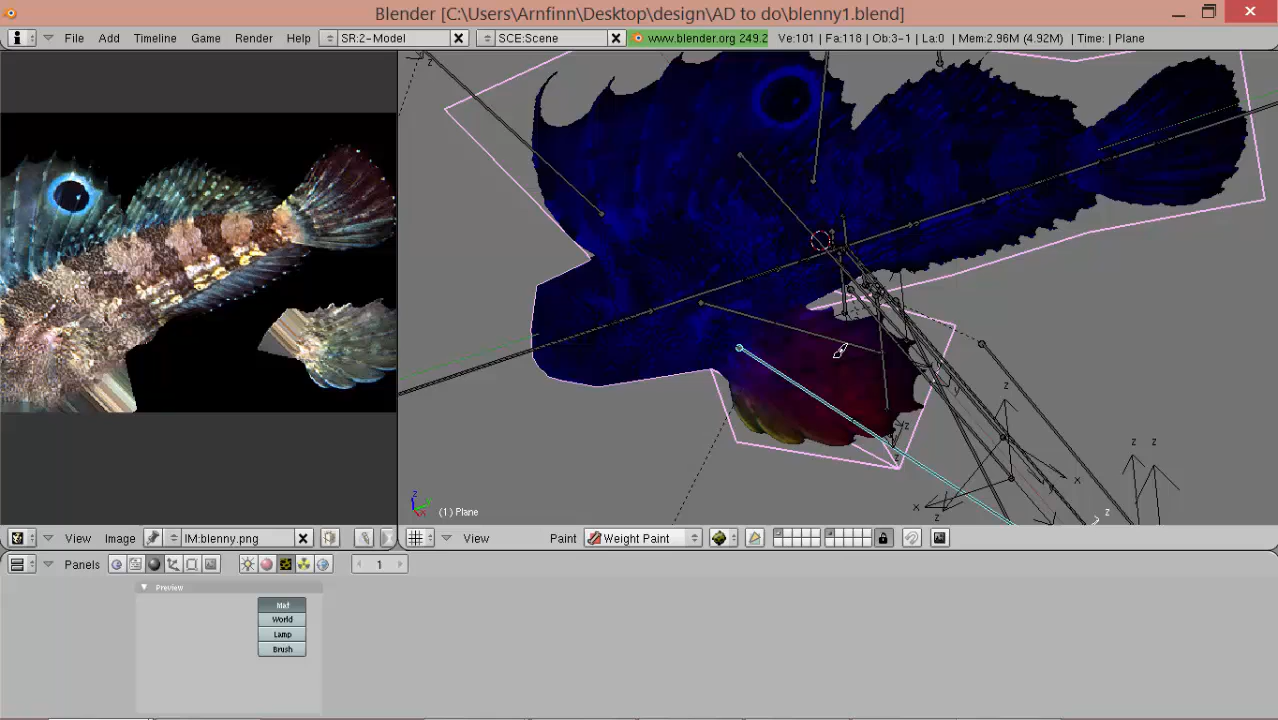 Blender [C:\Users\Arnfinn\Desktop\design\AD to do\blenny1.blend]
File Add Timeline Game Render Help SR:2-Model SCE:Scene www.blender.org 249.2 Ve:101 | Fa:118 | Ob:3-1 | La:0 | Mem:2.96M (4.92M) | Time: | Plane
z
z
y
z
z z
x
y
x
z
z
z
y
x
(1) Plane
View Image IM:blenny.png View Paint Weight Paint
Panels 1
Preview
Mat
World
Lamp
Brush